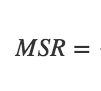 MSR =